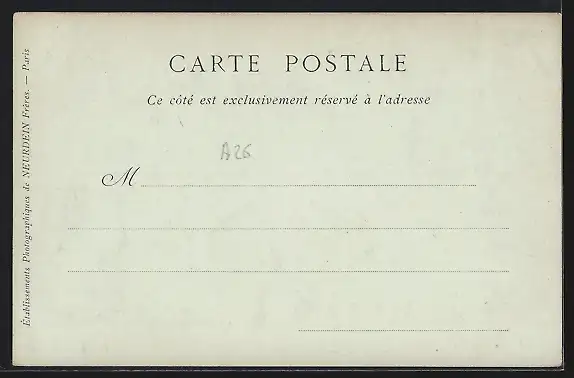 CARTE POSTALE
Ce côté est exclusivement réservé à l'adresse
A26
M
Établissements Photographiques de NEURDEIN Frères. — Paris